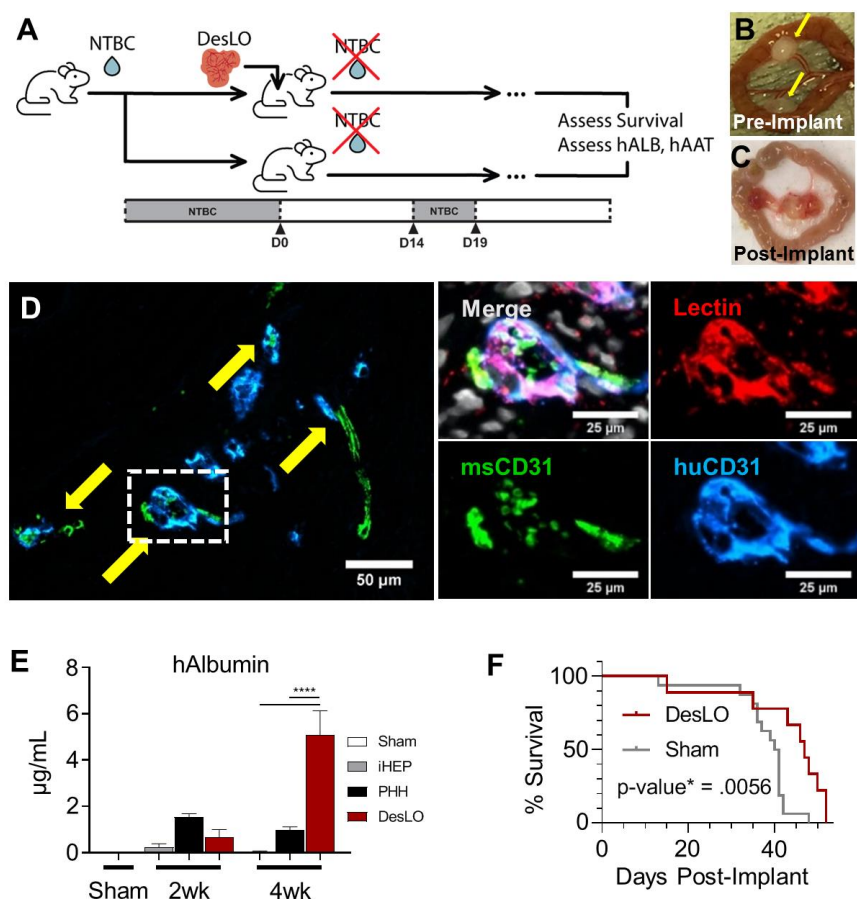 A
NTBC
DesLO
NTBC
NTBC
...
...
Assess Survival
Assess hALB, hAAT
NTBC
NTBC
D0
D14
D19
B
Pre-Implant
C
Post-Implant
D
50 µm
Merge
25 µm
Lectin
25 µm
msCD31
25 µm
huCD31
25 µm
E
hAlbumin
µg/mL
8
6
4
2
0
****
Sham
iHEP
PHH
DesLO
Sham
2wk
4wk
F
% Survival
100
50
0
DesLO
Sham
p-value* = .0056
0
20
40
Days Post-Implant